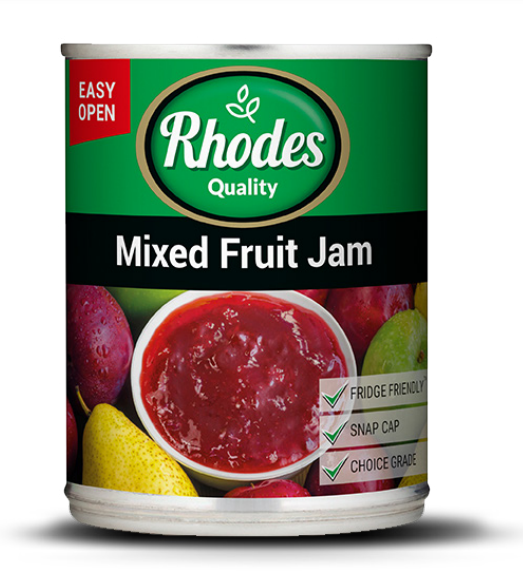 EASY
OPEN
Rhodes
Quality
Mixed Fruit Jam
FRIDGE FRIENDLY
SNAP CAP
CHOICE GRADE